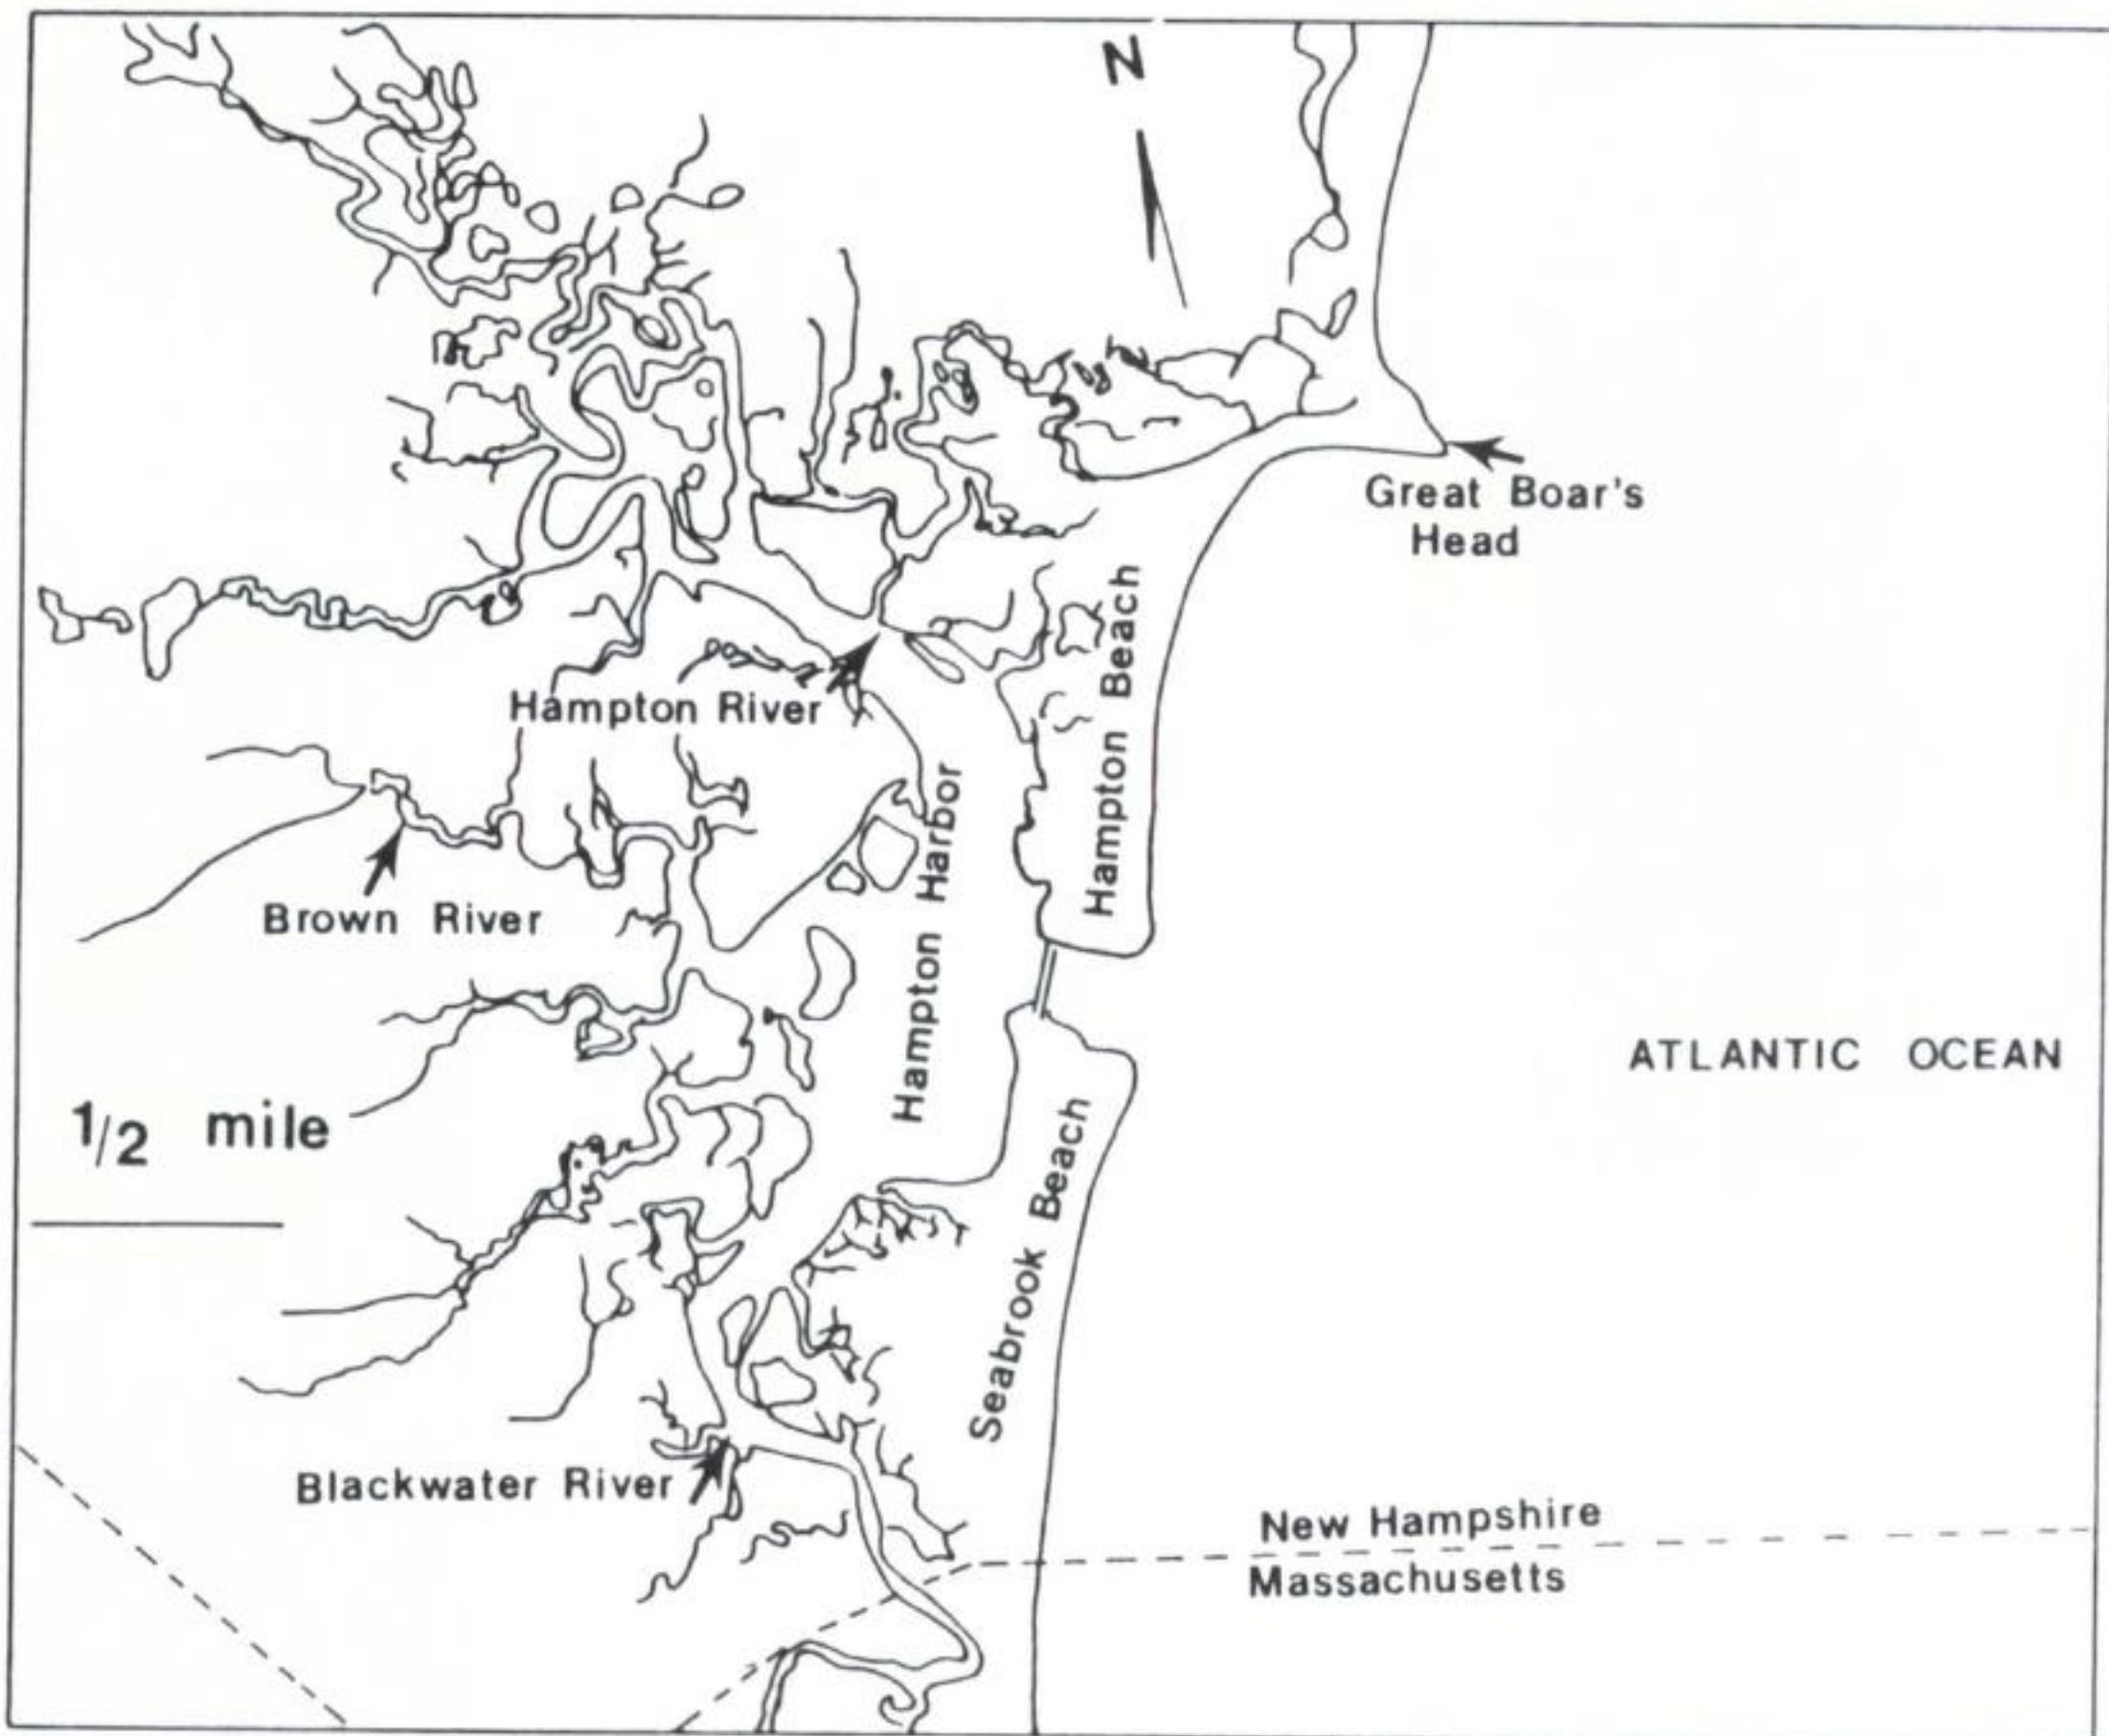 N
Great Boar's
Head
Hampton Beach
Hampton River
Hampton Harbor
Brown River
ATLANTIC OCEAN
1/2 mile
Seabrook Beach
Blackwater River
New Hampshire
Massachusetts